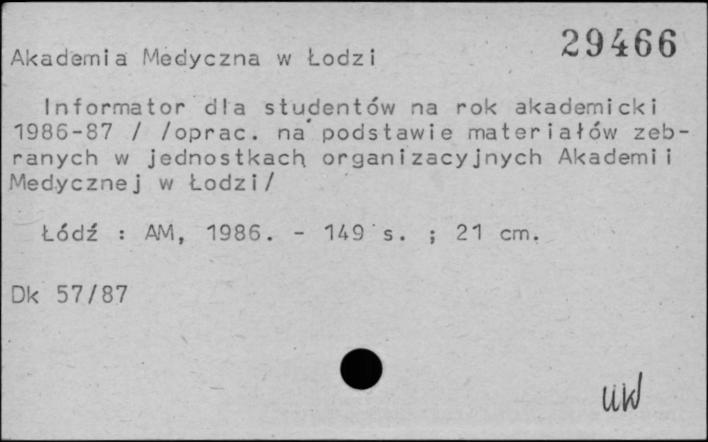 29466
Akademia Medyczna w Łodzi
Informator dla studentów na rok akademicki
1986-87 / /oprac. na podstawie materiałów zeb-
ranych w jednostkach organizacyjnych Akademii
Medycznej w Łodzi/
Łódź : AM, 1986. - 149 s. ; 21 cm.
Dk 57/87
UW